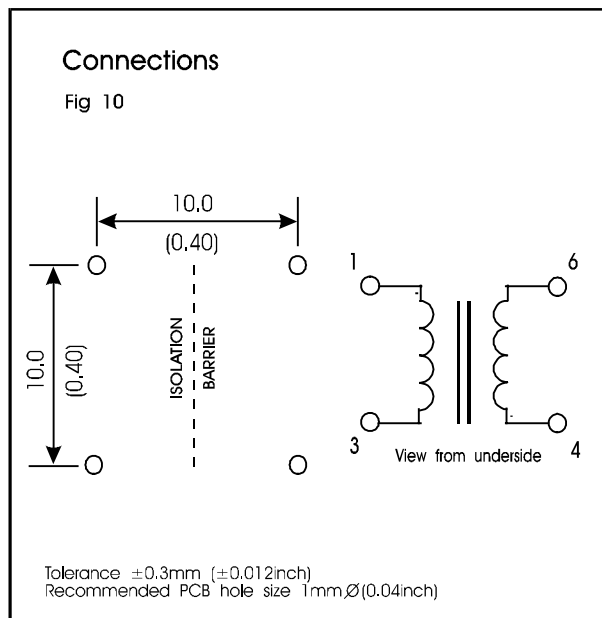 Connections
Fig 10
10.0
(0.40)
10.0
(0.40)
ISOLATION
BARRIER
1
6
3
4
View from underside
Tolerance ±0.3mm (±0.012inch)
Recommended PCB hole size 1mm Ø (0.04inch)